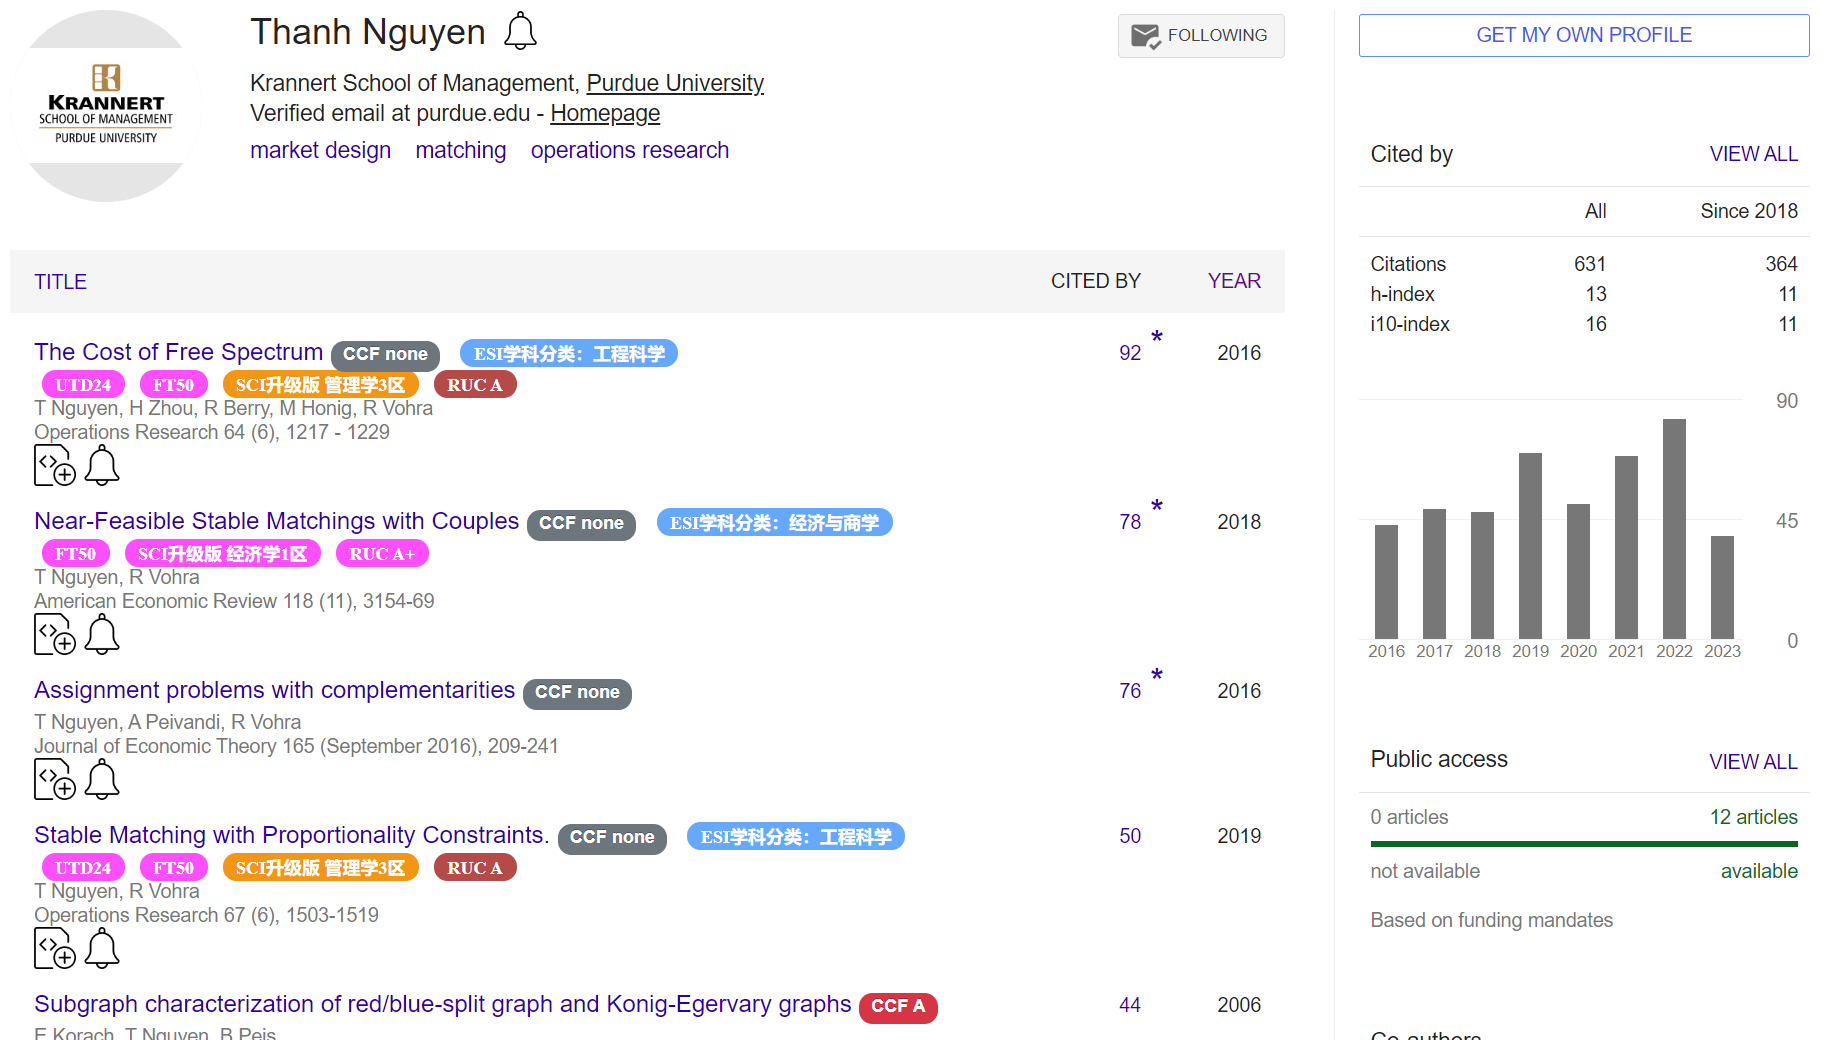 Thanh Nguyen
FOLLOWING
KRANNERT
SCHOOL OF MANAGEMENT
PURDUE UNIVERSITY
Krannert School of Management, Purdue University
Verified email at purdue.edu - Homepage
market design matching operations research
TITLE CITED BY YEAR
The Cost of Free Spectrum CCF none ESI学科分类：工程科学 92 * 2016
UTD24 FT50 SCI升级版 管理学3区 RUC A
T Nguyen, H Zhou, R Berry, M Honig, R Vohra
Operations Research 64 (6), 1217 - 1229
Near-Feasible Stable Matchings with Couples CCF none ESI学科分类：经济与商学 78 * 2018
FT50 SCI升级版 经济学1区 RUC A+
T Nguyen, R Vohra
American Economic Review 118 (11), 3154-69
Assignment problems with complementarities CCF none 76 * 2016
T Nguyen, A Peivandi, R Vohra
Journal of Economic Theory 165 (September 2016), 209-241
Stable Matching with Proportionality Constraints. CCF none ESI学科分类：工程科学 50 2019
UTD24 FT50 SCI升级版 管理学3区 RUC A
T Nguyen, R Vohra
Operations Research 67 (6), 1503-1519
Subgraph characterization of red/blue-split graph and Konig-Egervary graphs CCF A 44 2006
E Korach, T Nguyen, B Peis
GET MY OWN PROFILE
Cited by VIEW ALL
All Since 2018
Citations 631 364
h-index 13 11
i10-index 16 11
90
45
0
2016 2017 2018 2019 2020 2021 2022 2023
Public access VIEW ALL
0 articles 12 articles
not available available
Based on funding mandates
Co-authors